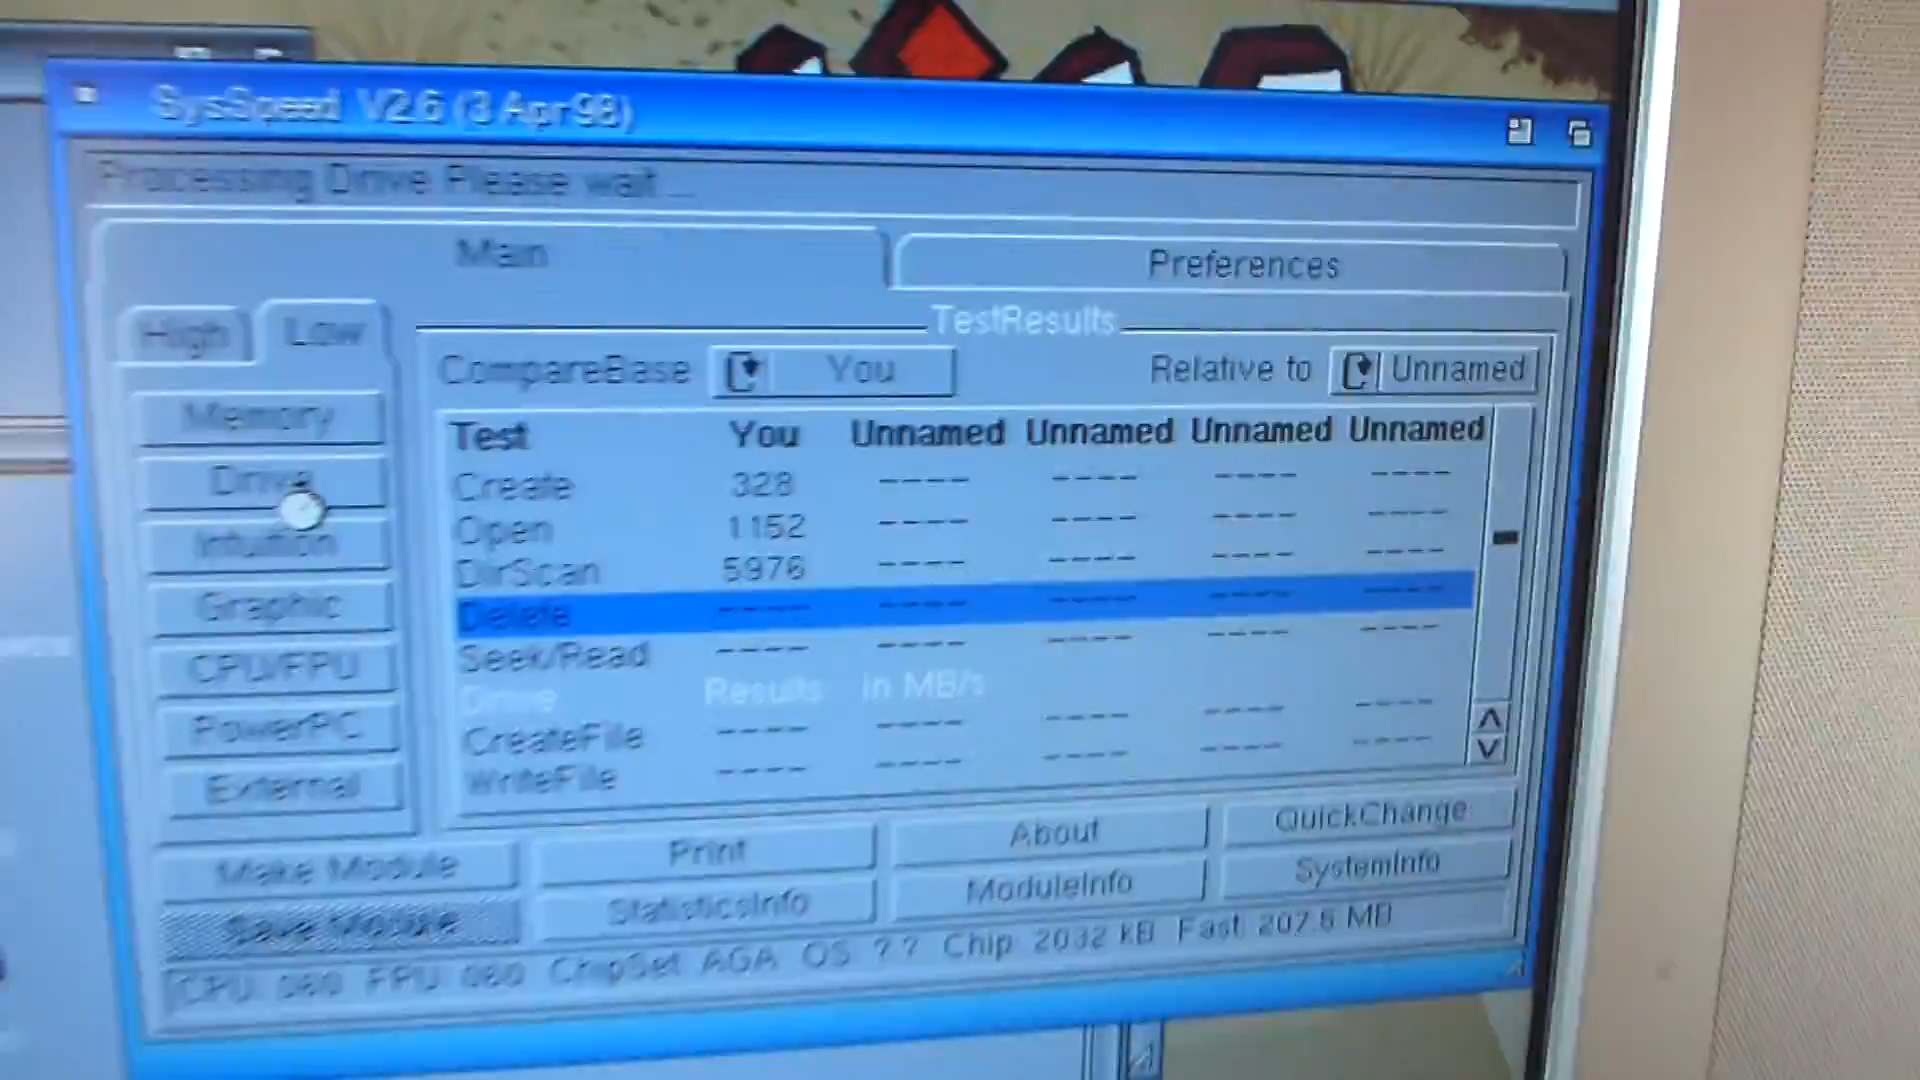 SysSpeed V2.6 (3 Apr 98)
Processing Drive Please wait ...
Main
Preferences
High
Low
TestResults
CompareBase
You
Relative to
Unnamed
Memory
Drive
Intuition
Graphic
CPU/FPU
PowerPC
External
Test You Unnamed Unnamed Unnamed Unnamed
Create 328 ---- ---- ---- ----
Open 1152 ---- ---- ---- ----
DirScan 5976 ---- ---- ---- ----
Delete ---- ---- ---- ---- ----
Seek/Read ---- ---- ---- ---- ----
Drive Results in MB/s
CreateFile ---- ---- ---- ---- ----
WriteFile ---- ---- ---- ---- ----
Make Module
Print
About
QuickChange
Save Module
StatisticsInfo
ModuleInfo
SystemInfo
CPU 060 FPU 060 ChipSet AGA OS ?? Chip 2032 kB Fast 207.6 MB